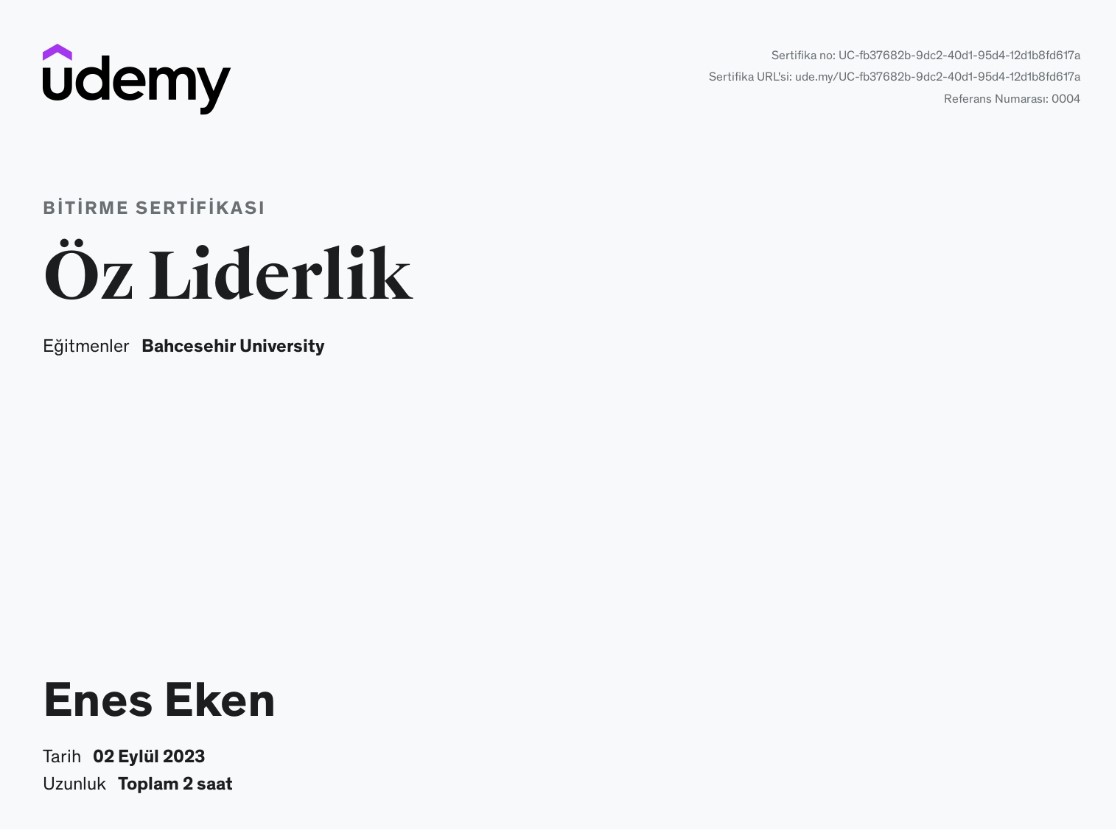 udemy
Sertifika no: UC-fb37682b-9dc2-40d1-95d4-12d1b8fd617a
Sertifika URL'si: ude.my/UC-fb37682b-9dc2-40d1-95d4-12d1b8fd617a
Referans Numarası: 0004
BİTİRME SERTİFİKASI
Öz Liderlik
Eğitmenler Bahcesehir University
Enes Eken
Tarih 02 Eylül 2023
Uzunluk Toplam 2 saat